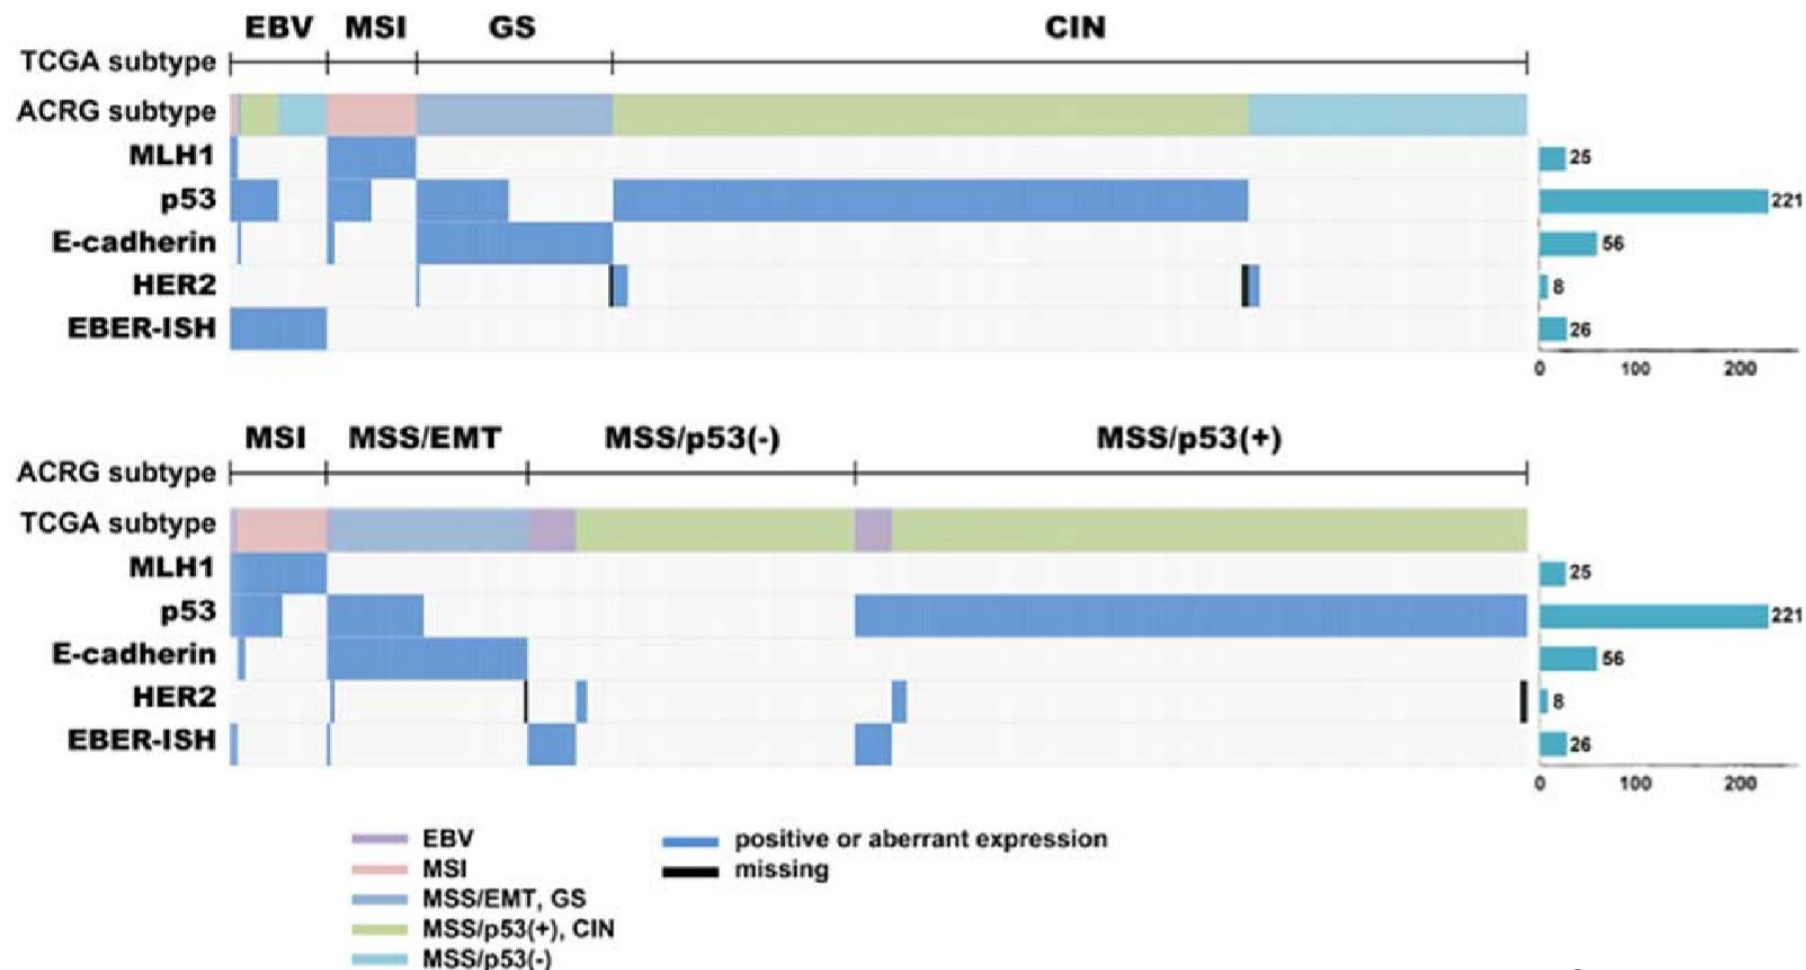 EBV MSI GS CIN
TCGA subtype
ACRG subtype
MLH1 25
p53 221
E-cadherin 56
HER2 8
EBER-ISH 26
0 100 200
MSI MSS/EMT MSS/p53(-) MSS/p53(+)
ACRG subtype
TCGA subtype
MLH1 25
p53 221
E-cadherin 56
HER2 8
EBER-ISH 26
0 100 200
EBV positive or aberrant expression
MSI missing
MSS/EMT, GS
MSS/p53(+), CIN
MSS/p53(-)